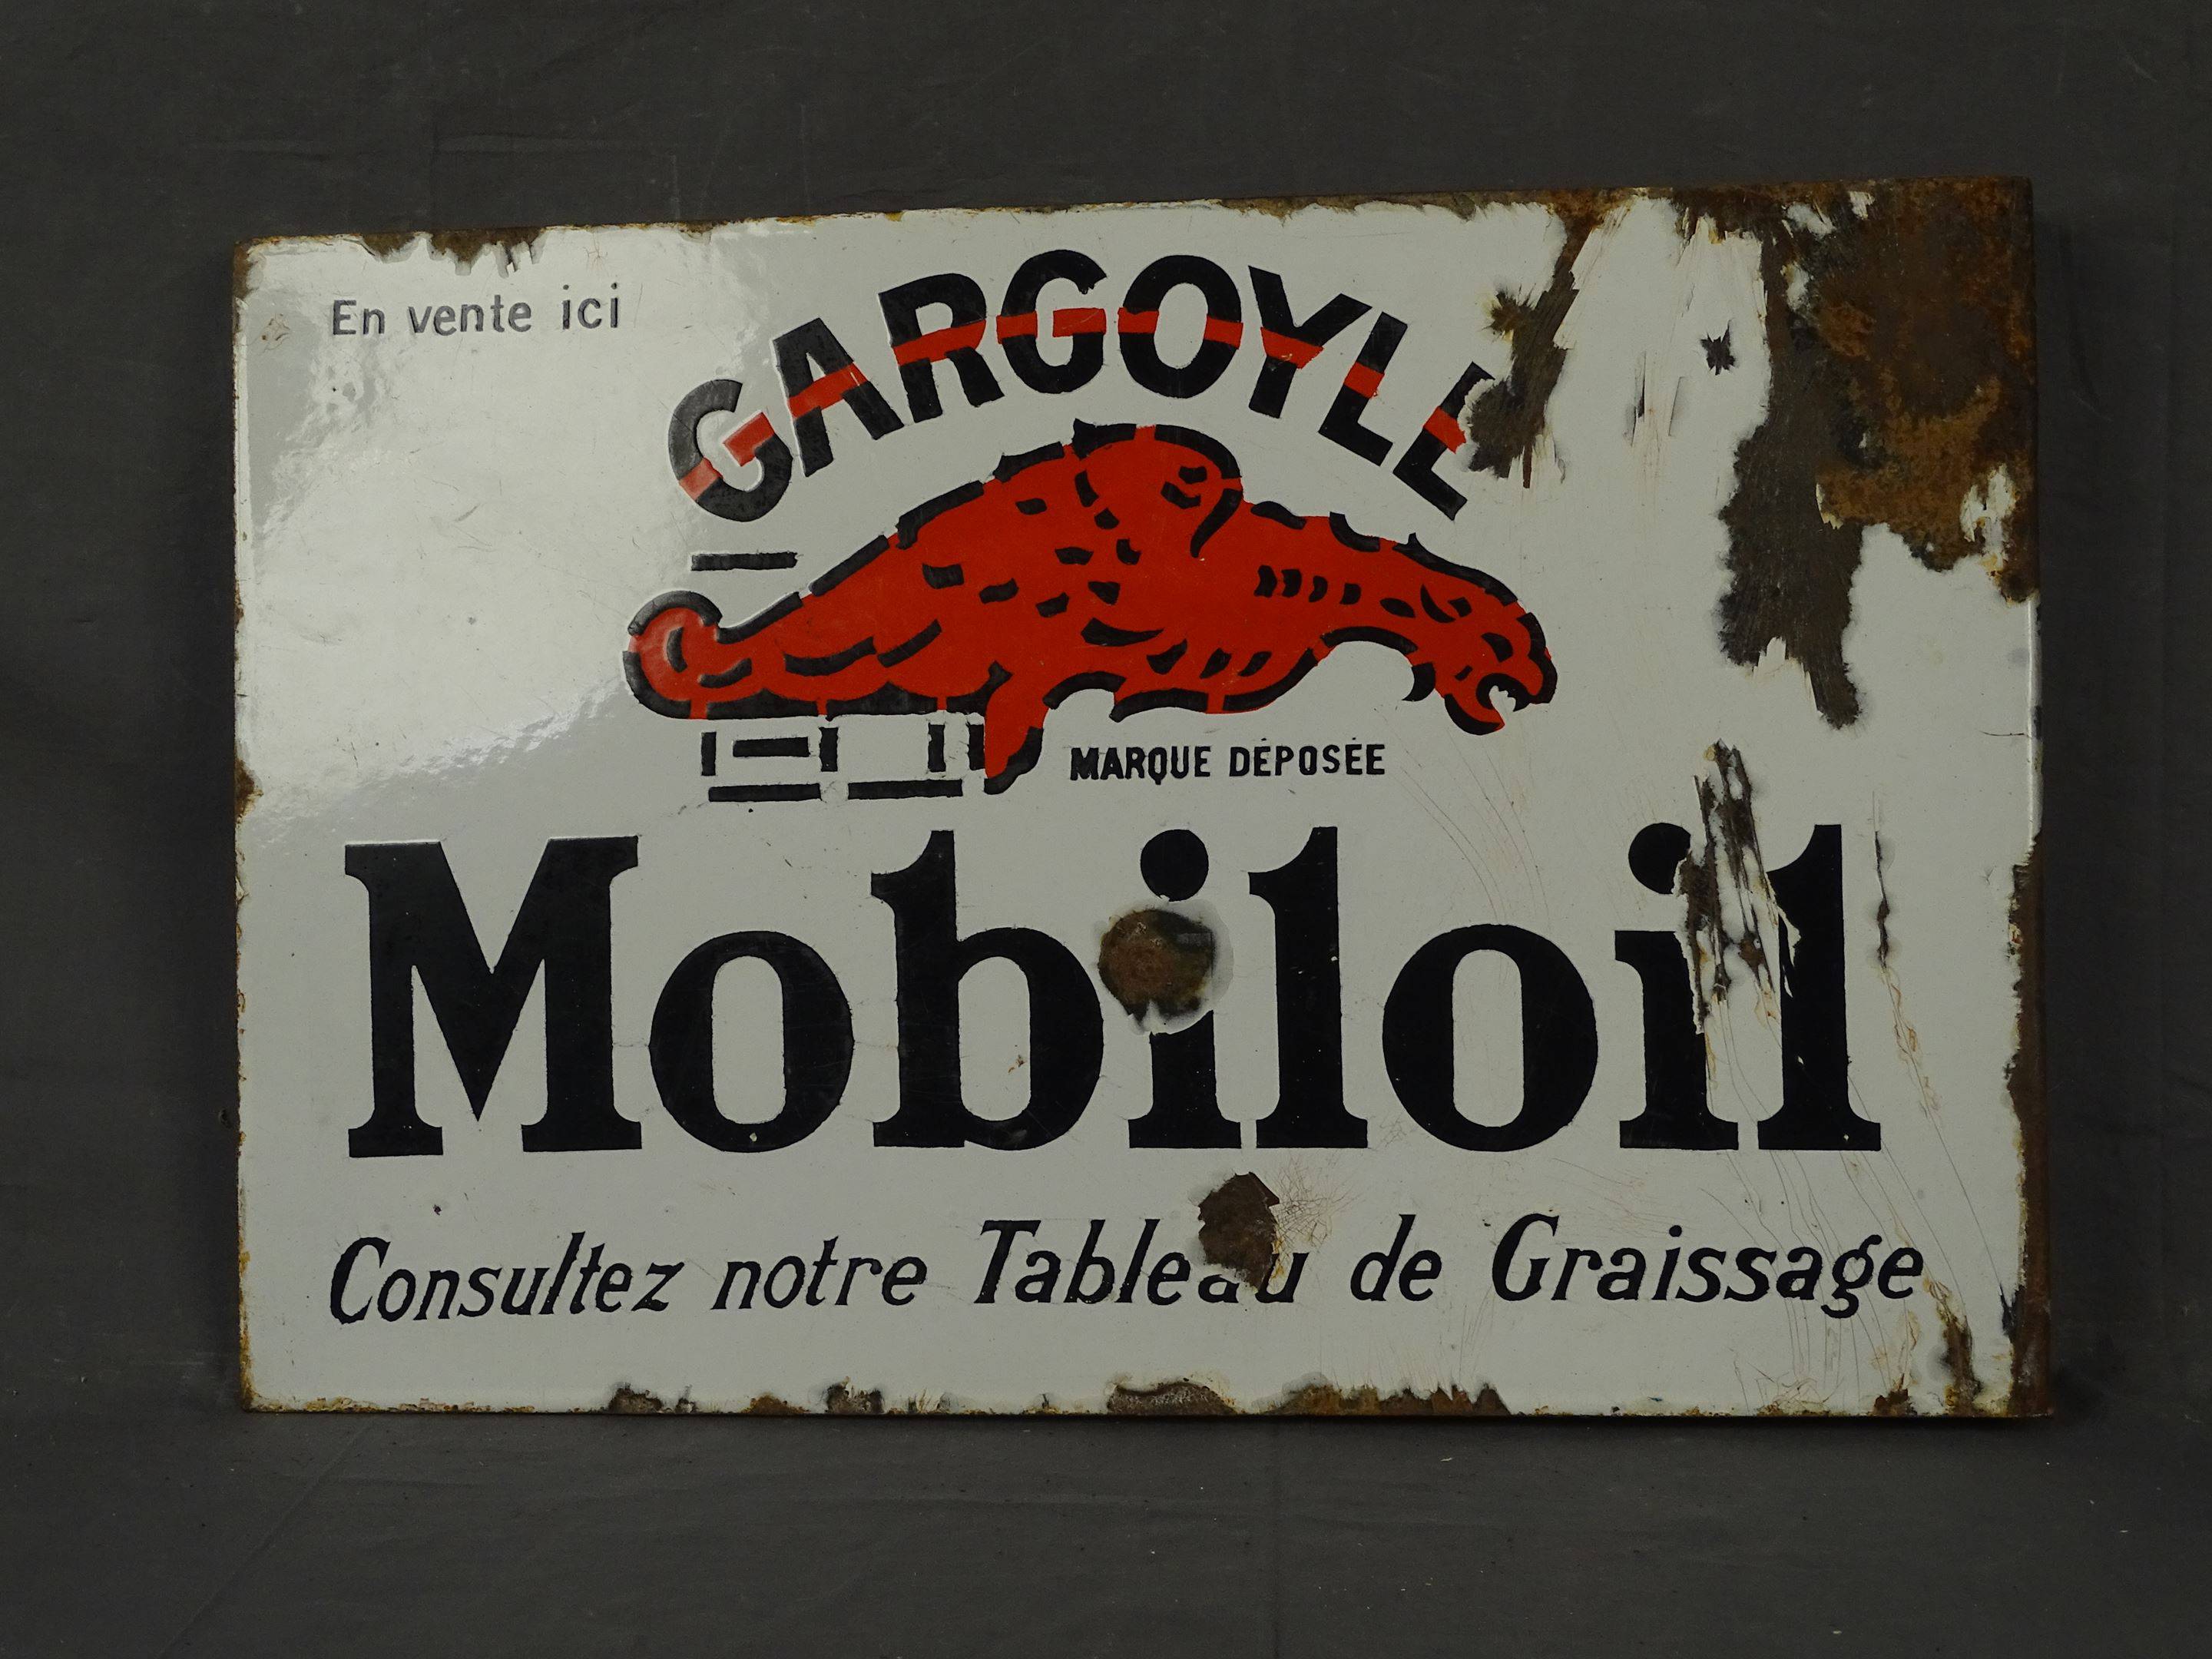 En vente ici
GARGOYLE
MARQUE DÉPOSÉE
Mobiloil
Consultez notre Tableau de Graissage